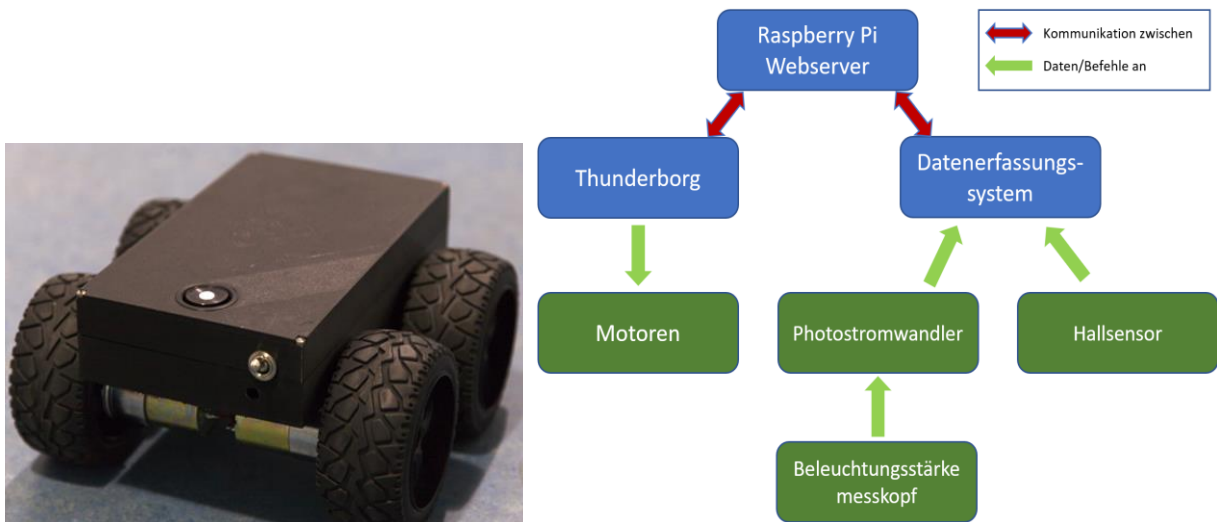 Raspberry Pi
Webserver
Kommunikation zwischen
Daten/Befehle an
Thunderborg
Datenerfassungs-
system
Motoren
Photostromwandler
Hallsensor
Beleuchtungsstärke
messkopf